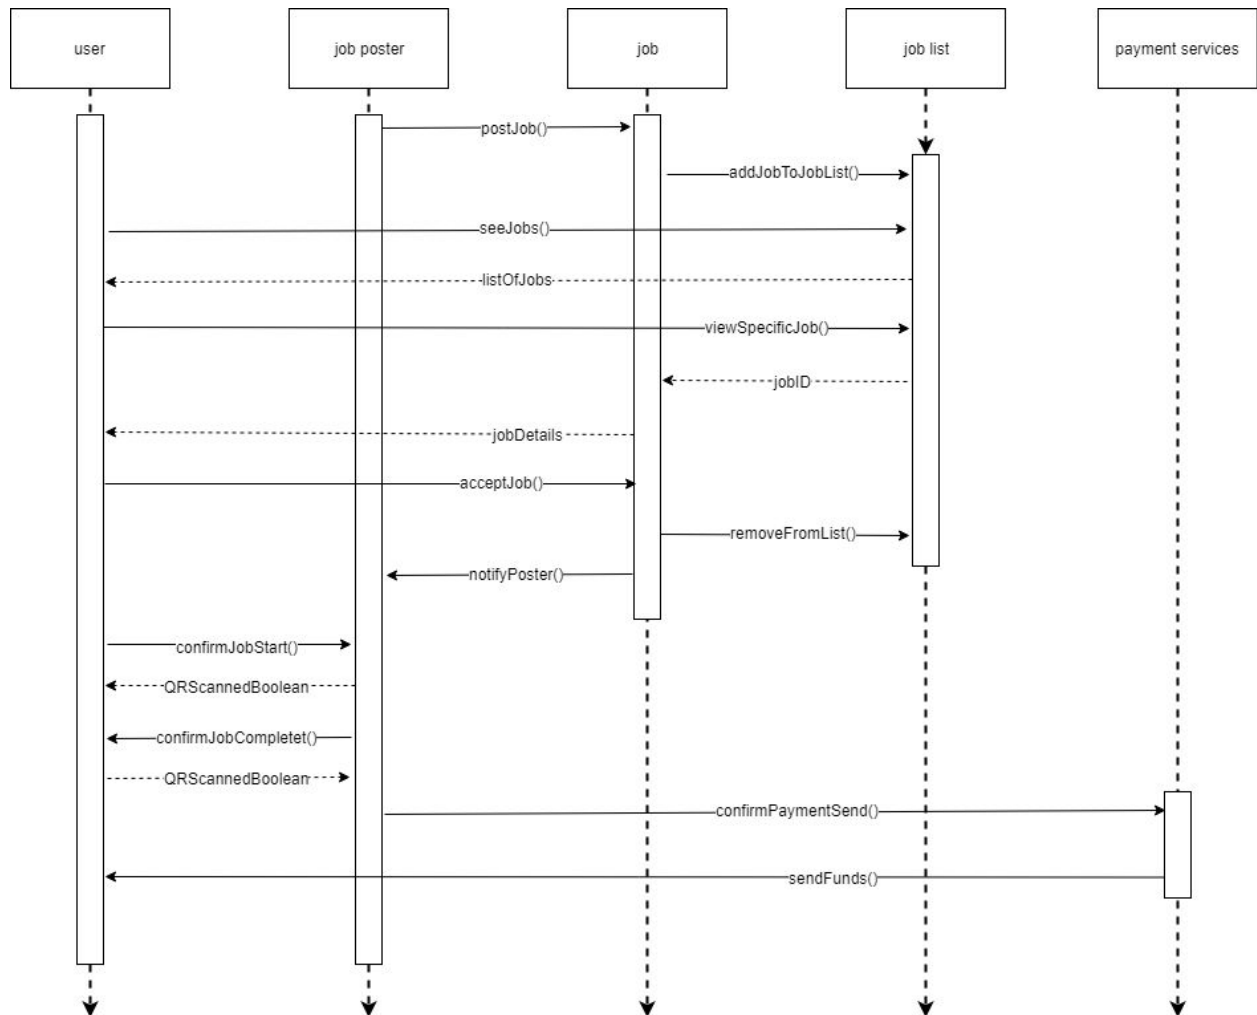 user
job poster
job
job list
payment services
postJob()
addJobToJobList()
seeJobs()
listOfJobs
viewSpecificJob()
jobID
jobDetails
acceptJob()
removeFromList()
notifyPoster()
confirmJobStart()
QRScannedBoolean
confirmJobCompletet()
QRScannedBoolean
confirmPaymentSend()
sendFunds()